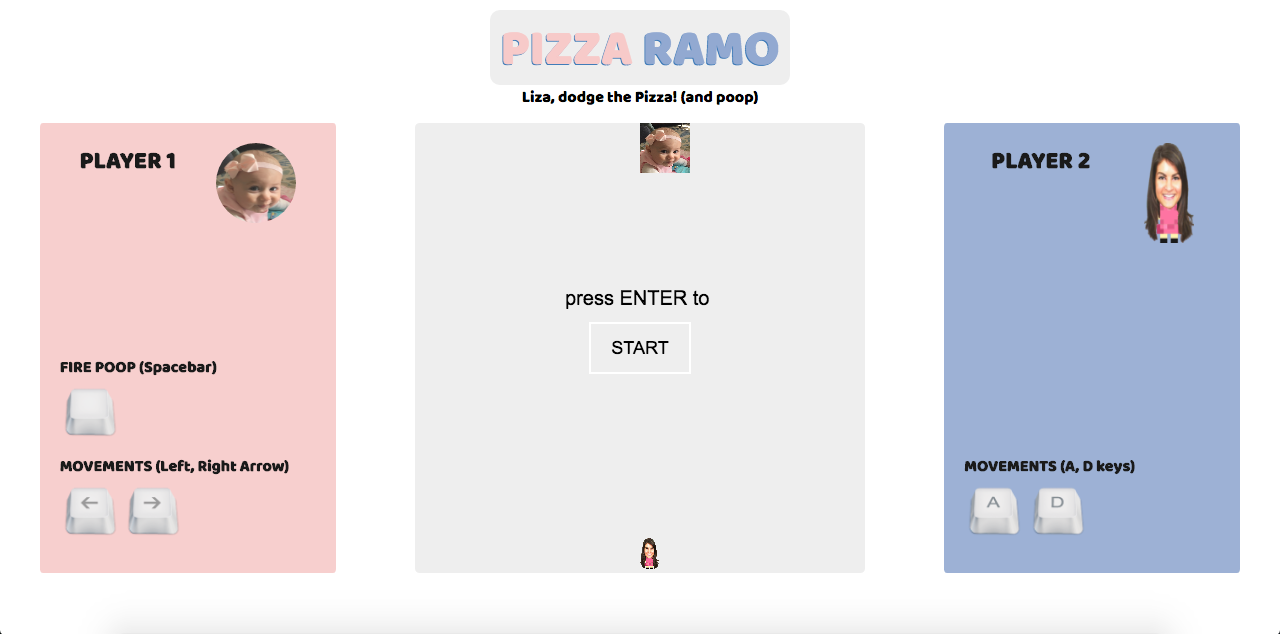 PIZZA RAMO
Liza, dodge the Pizza! (and poop)
PLAYER 1
FIRE POOP (Spacebar)
MOVEMENTS (Left, Right Arrow)
← →
press ENTER to
START
PLAYER 2
MOVEMENTS (A, D keys)
A D